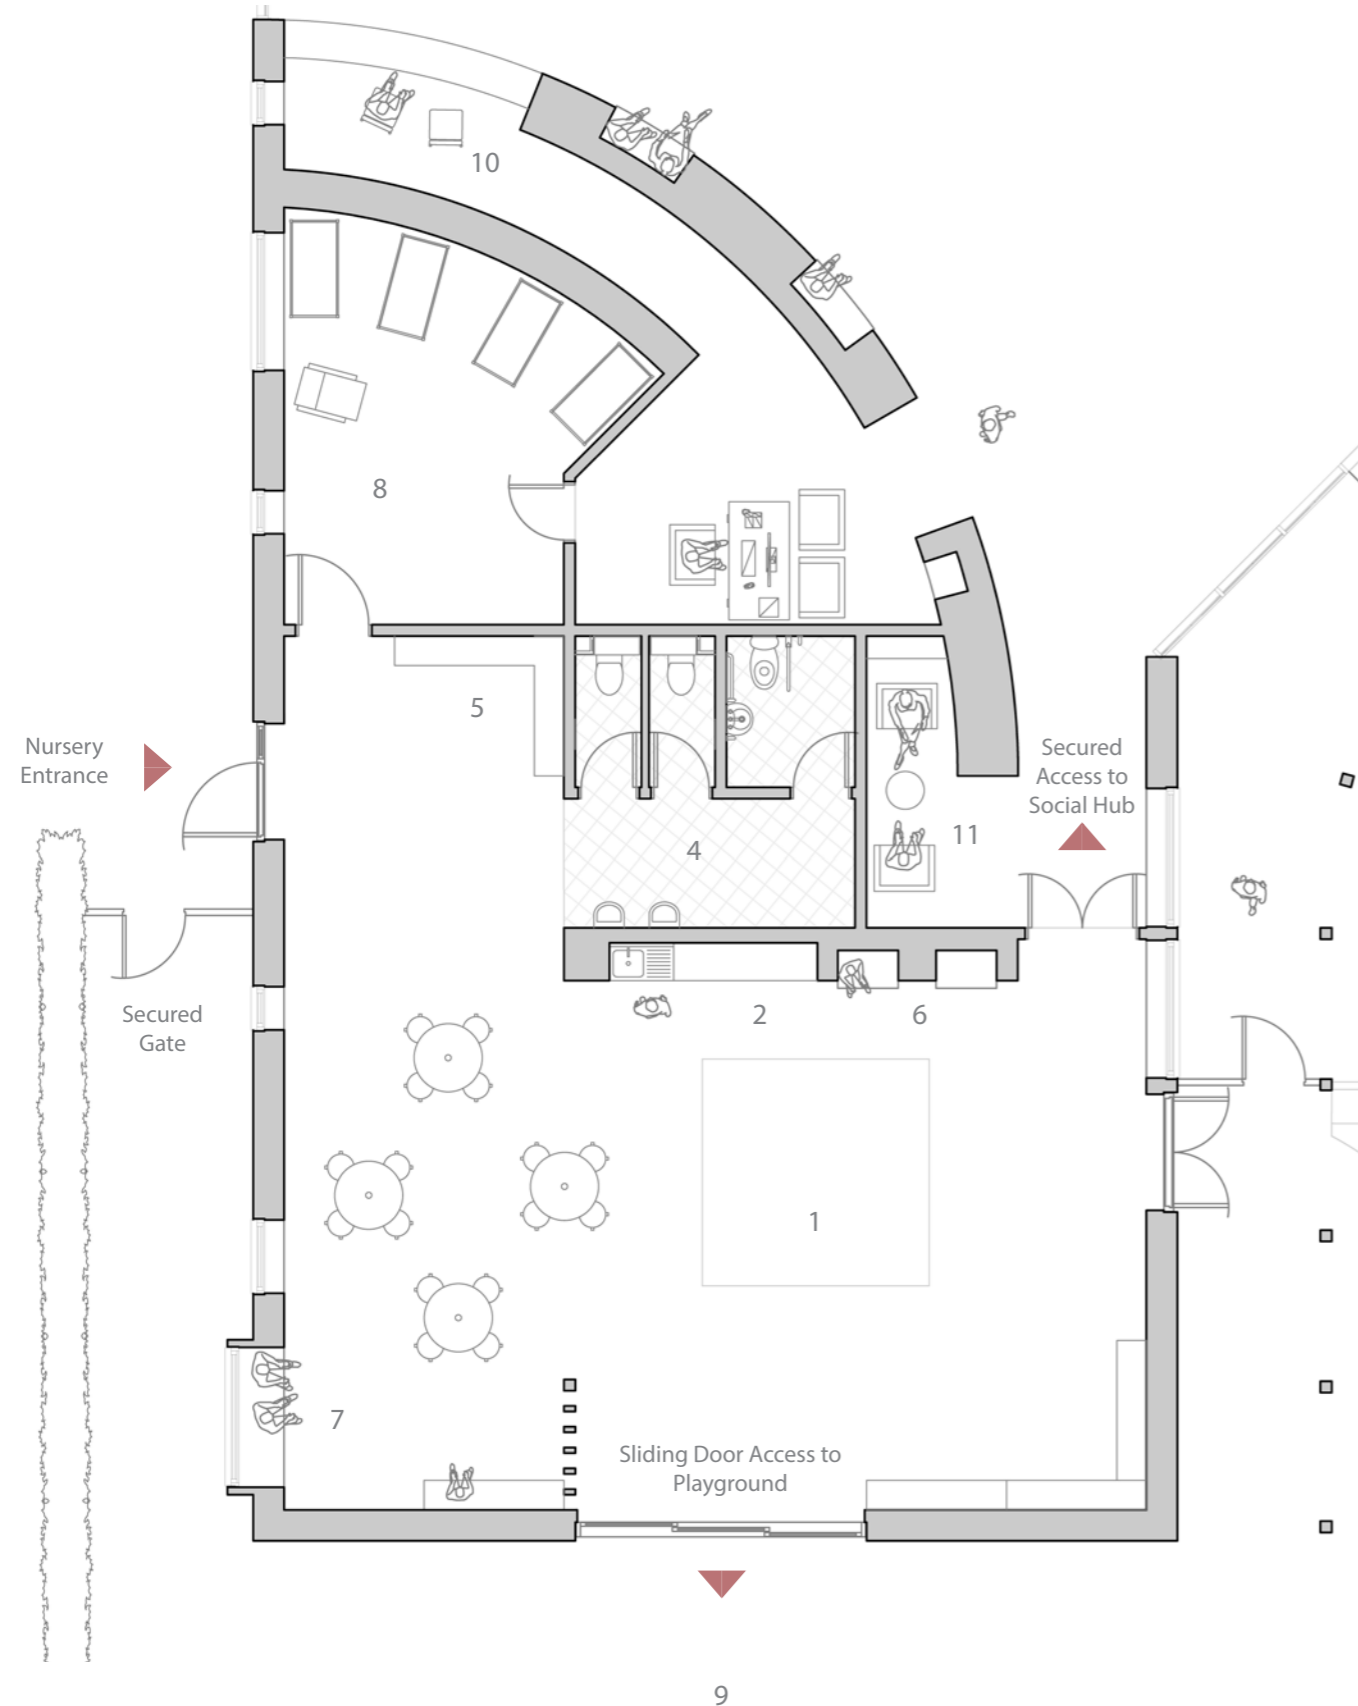 10
8
5
Nursery
Entrance
Secured
Access to
Social Hub
11
4
Secured
Gate
2
6
1
7
Sliding Door Access to
Playground
9